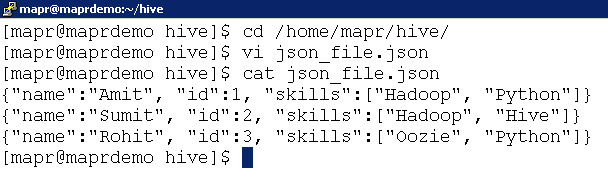 mapr@maprdemo:~/hive
[mapr@maprdemo hive]$ cd /home/mapr/hive/
[mapr@maprdemo hive]$ vi json_file.json
[mapr@maprdemo hive]$ cat json_file.json
{"name":"Amit", "id":1, "skills":["Hadoop", "Python"]}
{"name":"Sumit", "id":2, "skills":["Hadoop", "Hive"]}
{"name":"Rohit", "id":3, "skills":["Oozie", "Python"]}
[mapr@maprdemo hive]$